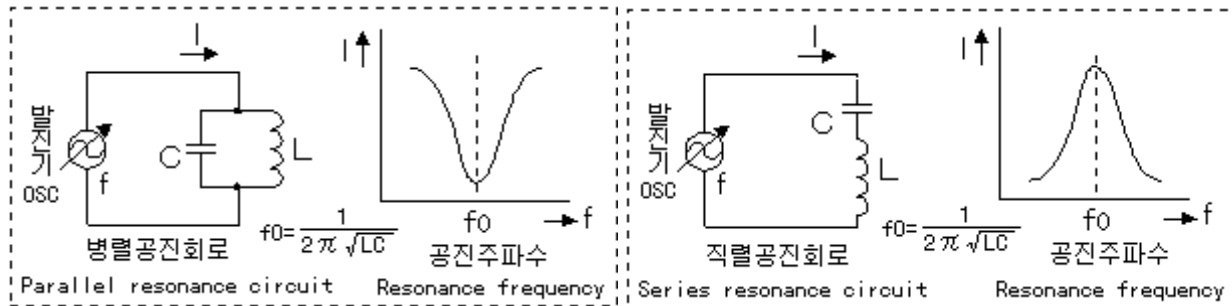 I
I
발진기
OSC
f
C
L
f0
f
f0=1/2π√LC
병렬공진회로
공진주파수
Parallel resonance circuit
Resonance frequency
I
I
발진기
OSC
f
C
L
f0
f
f0=1/2π√LC
직렬공진회로
공진주파수
Series resonance circuit
Resonance frequency